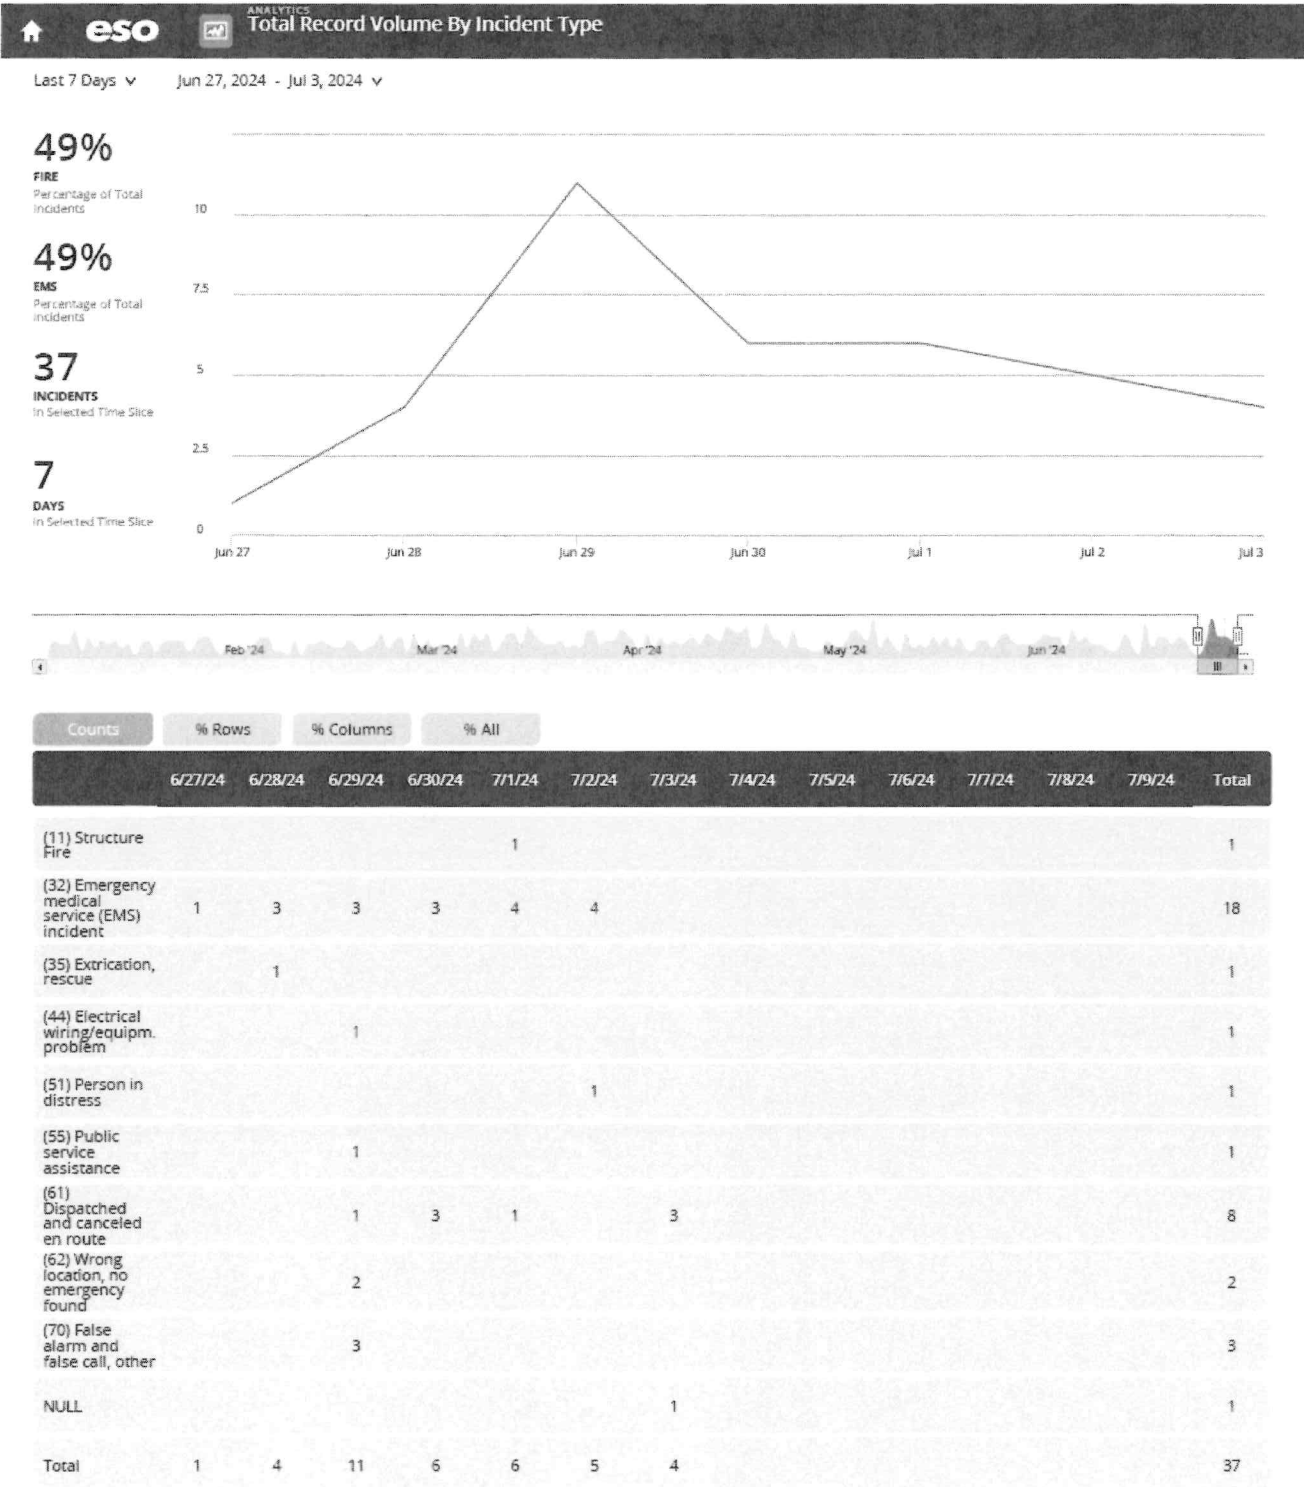 eso
ANALYTICS
Total Record Volume By Incident Type
Last 7 Days
Jun 27, 2024 - Jul 3, 2024
49%
FIRE
Percentage of Total
Incidents
49%
EMS
Percentage of Total
Incidents
37
INCIDENTS
In Selected Time Slice
7
DAYS
In Selected Time Slice
10
7.5
5
2.5
0
Jun 27 Jun 28 Jun 29 Jun 30 Jul 1 Jul 2 Jul 3
Feb '24 Mar '24 Apr '24 May '24 Jun '24
Counts % Rows % Columns % All
6/27/24 6/28/24 6/29/24 6/30/24 7/1/24 7/2/24 7/3/24 7/4/24 7/5/24 7/6/24 7/7/24 7/8/24 7/9/24 Total
(11) Structure
Fire
1 1
(32) Emergency
medical
service (EMS)
incident
1 3 3 3 4 4 18
(35) Extrication,
rescue
1 1
(44) Electrical
wiring/equipm.
problem
1 1
(51) Person in
distress
1 1
(55) Public
service
assistance
1 1
(61)
Dispatched
and canceled
en route
1 3 1 3 8
(62) Wrong
location, no
emergency
found
2 2
(70) False
alarm and
false call, other
3 3
NULL 1 1
Total 1 4 11 6 6 5 4 37